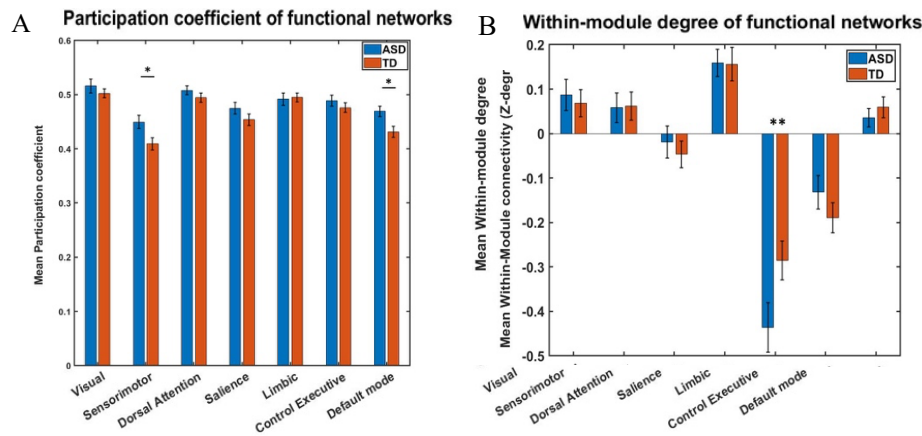 A
Participation coefficient of functional networks
Mean Participation coefficient
0.6
0.5
0.4
0.3
0.2
0.1
0
ASD
TD
*
*
Visual
Sensorimotor
Dorsal Attention
Salience
Limbic
Control Executive
Default mode
B
Within-module degree of functional networks
Mean Within-module degree
Mean Within-Module connectivity (Z-degr
0.2
0.1
0
-0.1
-0.2
-0.3
-0.4
-0.5
ASD
TD
**
Visual
Sensorimotor
Dorsal Attention
Salience
Limbic
Control Executive
Default mode